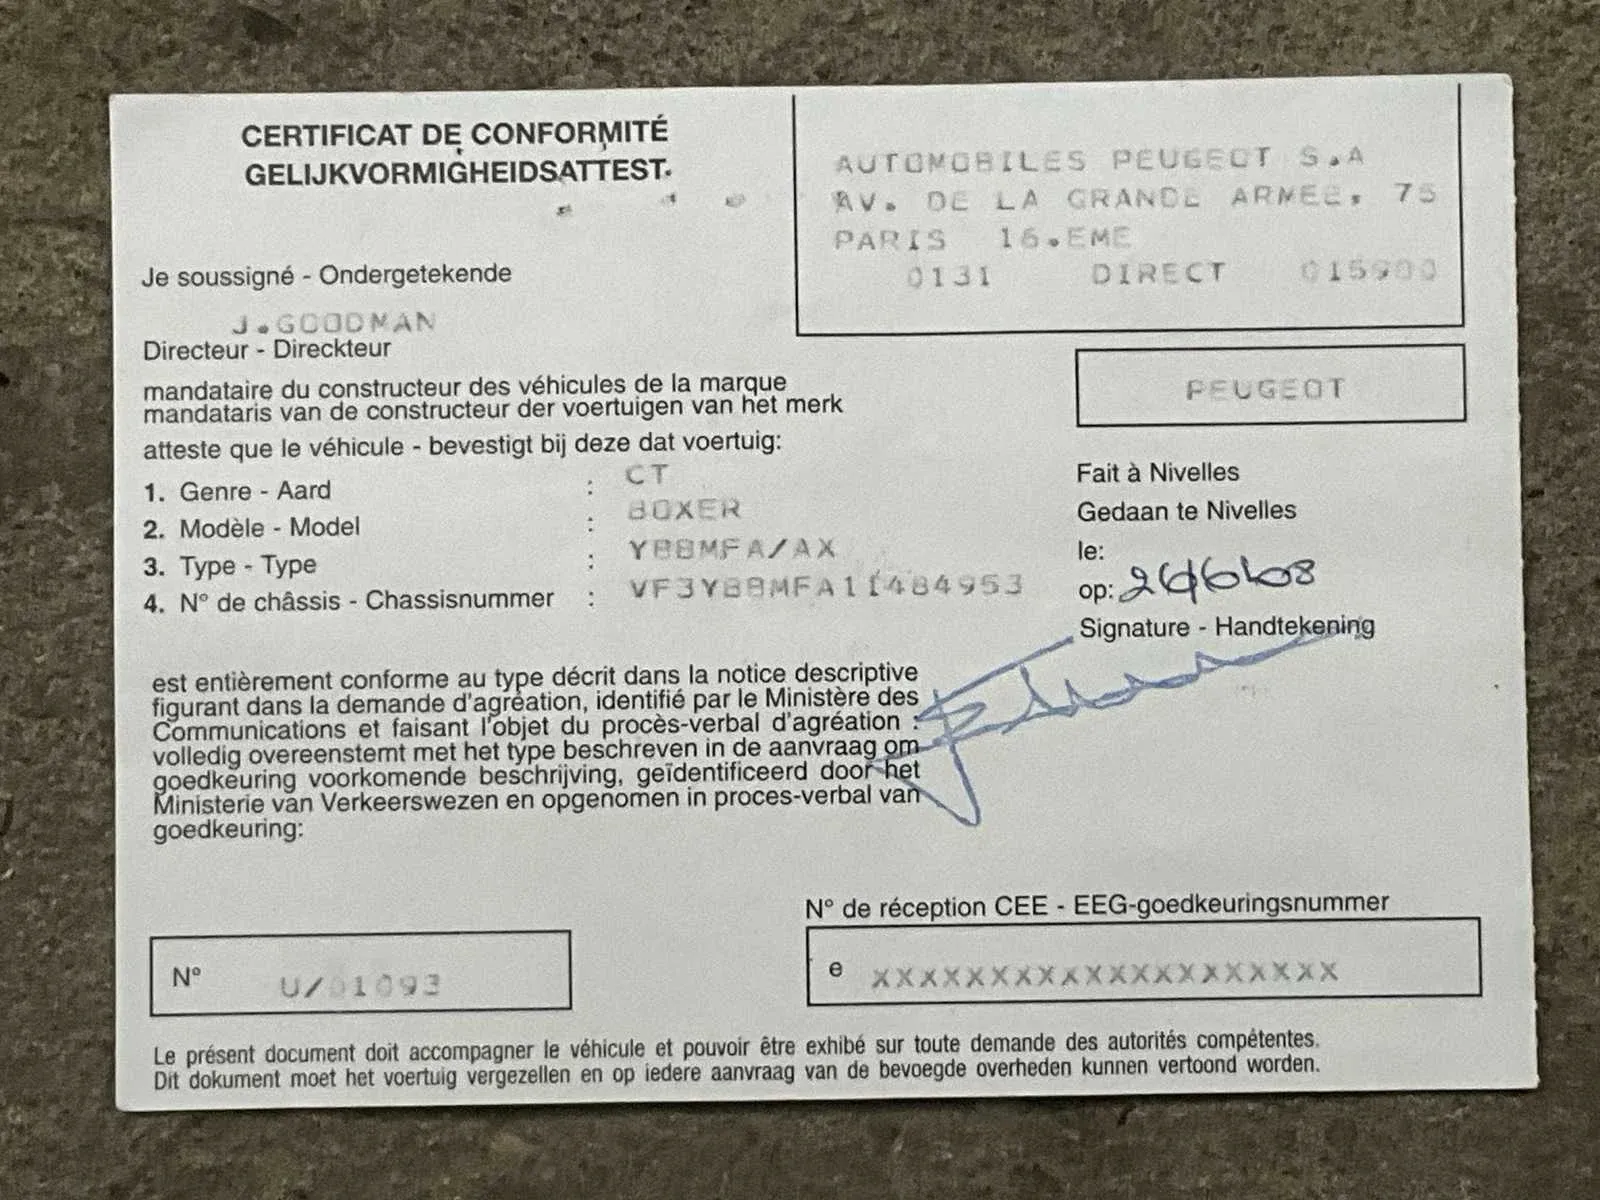 CERTIFICAT DE CONFORMITÉ
GELIJKVORMIGHEIDSATTEST.
AUTOMOBILES PEUGEOT S.A
AV. DE LA GRANDE ARMEE, 75
PARIS 16.EME
0131 DIRECT 015900
Je soussigné - Ondergetekende
J.GOODMAN
Directeur - Direckteur
mandataire du constructeur des véhicules de la marque
mandataris van de constructeur der voertuigen van het merk
PEUGEOT
atteste que le véhicule - bevestigt bij deze dat voertuig:
1. Genre - Aard : CT
2. Modèle - Model : BOXER
3. Type - Type : YBBMFA/AX
4. N° de châssis - Chassisnummer : VF3YBBMFA11484953
Fait à Nivelles
Gedaan te Nivelles
le:
op:
Signature - Handtekening
est entièrement conforme au type décrit dans la notice descriptive
figurant dans la demande d'agréation, identifié par le Ministère des
Communications et faisant l'objet du procès-verbal d'agréation :
volledig overeenstemt met het type beschreven in de aanvraag om
goedkeuring voorkomende beschrijving, geïdentificeerd door het
Ministerie van Verkeerswezen en opgenomen in proces-verbal van
goedkeuring:
N° de réception CEE - EEG-goedkeuringsnummer
N° U/01093
e XXXXXXXXXXXXXXXXXXXX
Le présent document doit accompagner le véhicule et pouvoir être exhibé sur toute demande des autorités compétentes.
Dit dokument moet het voertuig vergezellen en op iedere aanvraag van de bevoegde overheden kunnen vertoond worden.